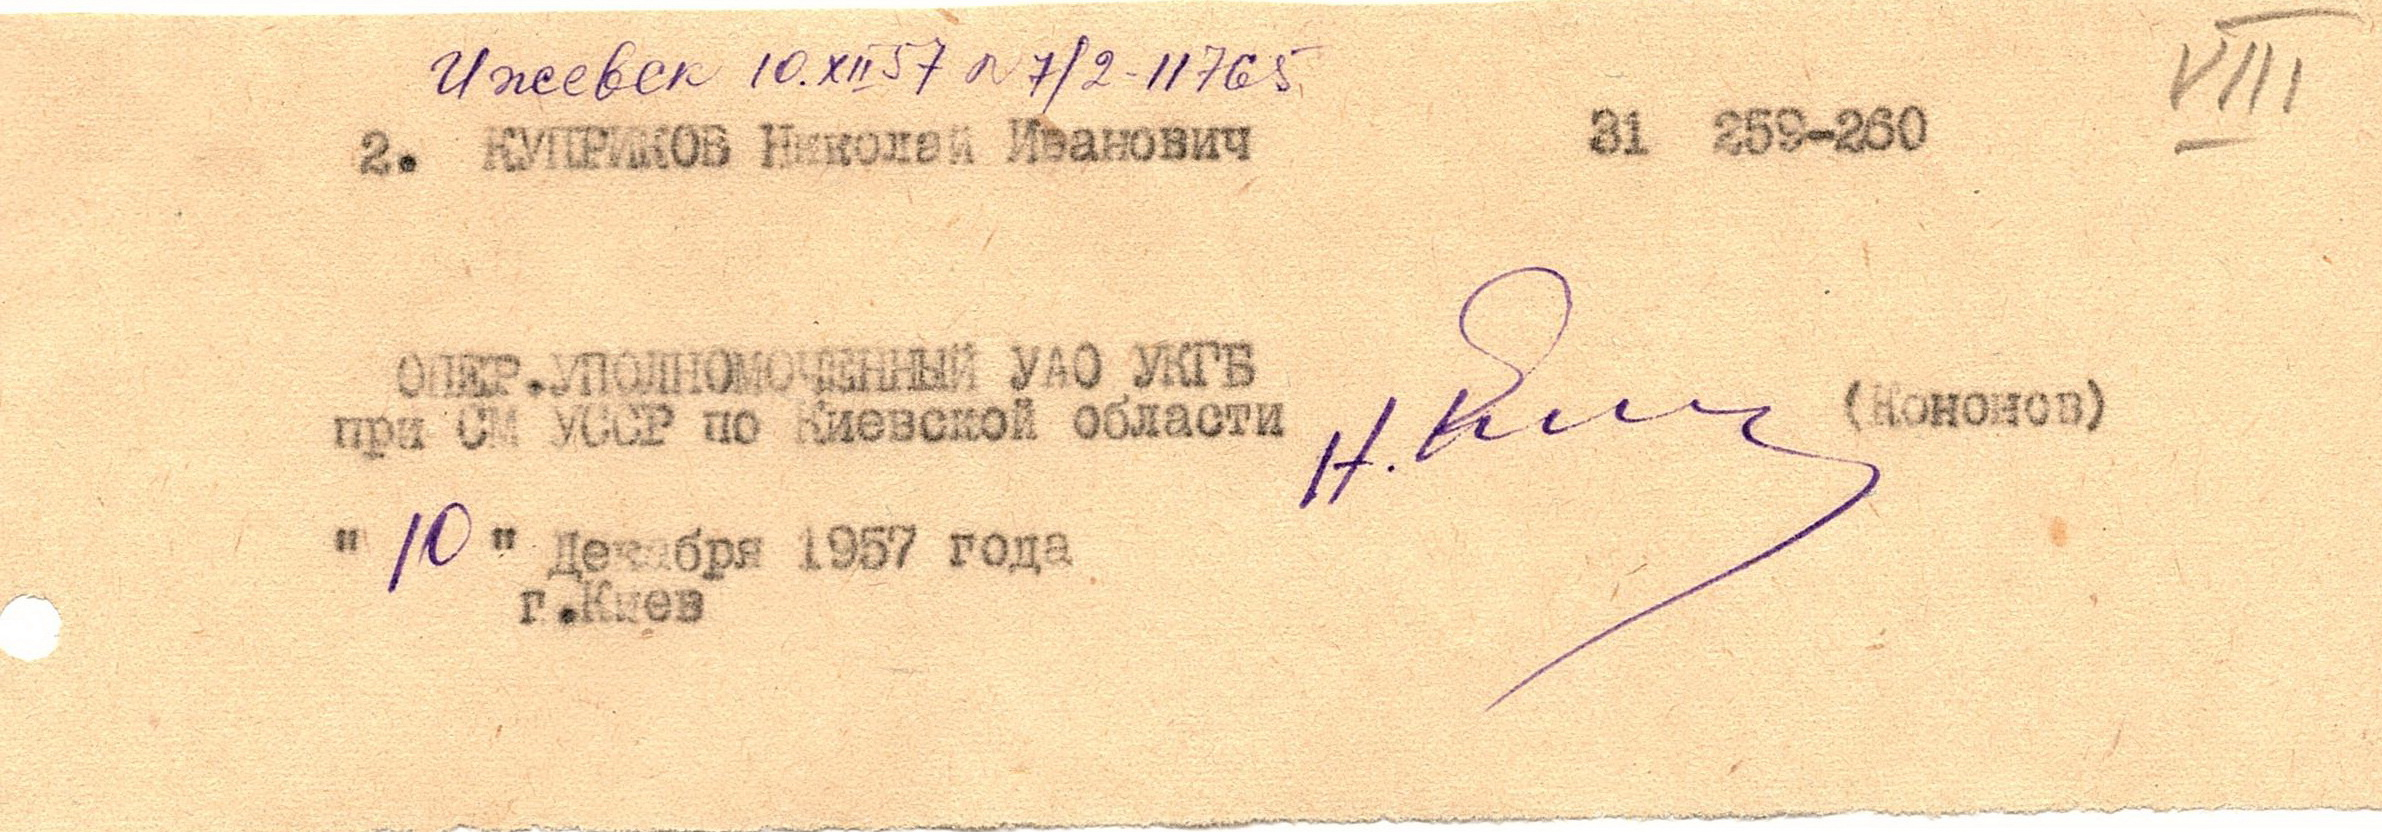 VIII
Ижевск 10.XII 57 N 7/2-11765
2. КУПРИКОВ Николай Иванович 31 259-260
ОПЕР.УПОЛНОМОЧЕННЫЙ УАО УКГБ
при СМ УССР по Киевской области Н. (Кононов)
" 10 " Декабря 1957 года
г.Киев